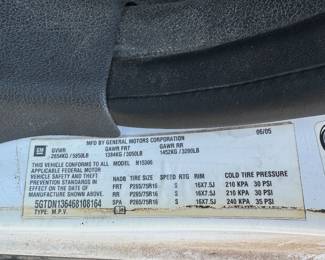 MFD BY GENERAL MOTORS CORPORATION 06/05
GM GVWR GAWR FRT GAWR RR
2654KG / 5850LB 1384KG / 3050LB 1452KG / 3200LB
THIS VEHICLE CONFORMS TO ALL MODEL N15306
APPLICABLE FEDERAL MOTOR NADB TIRE SIZE SPEED RTG RIM COLD TIRE PRESSURE
VEHICLE SAFETY AND THEFT FRT P265/75R16 S 16X7.5J 210 KPA 30 PSI
PREVENTION STANDARDS
IN EFFECT ON THE DATE OF RR P265/75R16 S 16X7.5J 210 KPA 30 PSI
MANUFACTURE SHOWN ABOVE.
5GTDN136468108164 SPA P265/75R16 S 16X7.5J 240 KPA 35 PSI
TYPE: M.P.V.